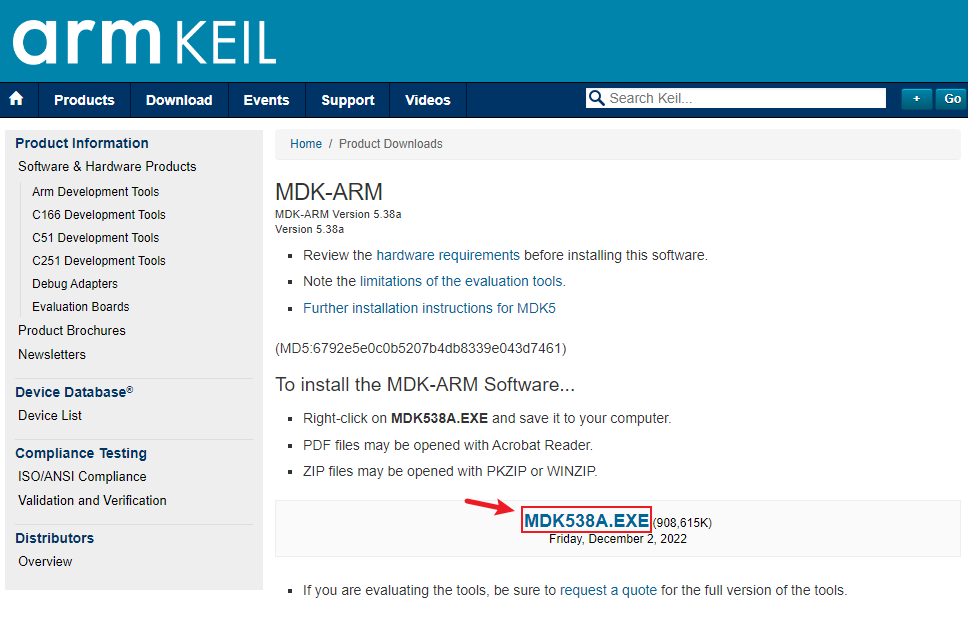 arm KEIL
Products Download Events Support Videos Search Keil... + Go
Product Information
Software & Hardware Products
Arm Development Tools
C166 Development Tools
C51 Development Tools
C251 Development Tools
Debug Adapters
Evaluation Boards
Product Brochures
Newsletters
Device Database®
Device List
Compliance Testing
ISO/ANSI Compliance
Validation and Verification
Distributors
Overview
Home / Product Downloads
MDK-ARM
MDK-ARM Version 5.38a
Version 5.38a
Review the hardware requirements before installing this software.
Note the limitations of the evaluation tools.
Further installation instructions for MDK5
(MD5:6792e5e0c0b5207b4db8339e043d7461)
To install the MDK-ARM Software...
Right-click on MDK538A.EXE and save it to your computer.
PDF files may be opened with Acrobat Reader.
ZIP files may be opened with PKZIP or WINZIP.
MDK538A.EXE (908,615K)
Friday, December 2, 2022
If you are evaluating the tools, be sure to request a quote for the full version of the tools.